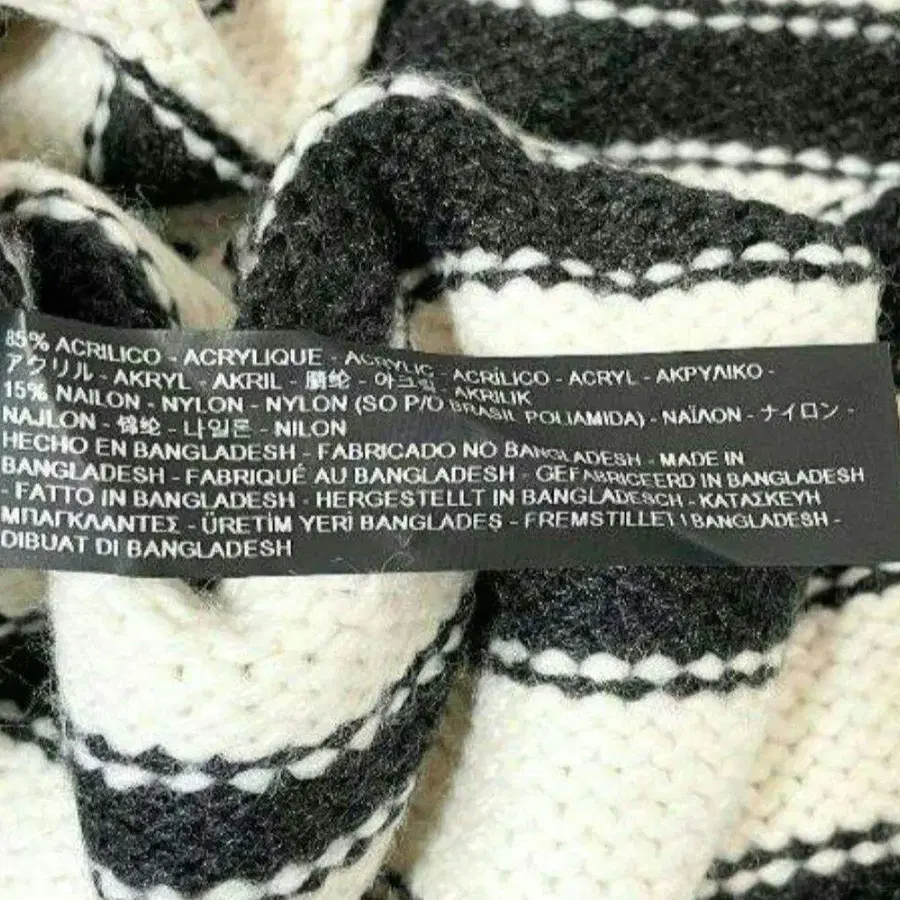 85% ACRILICO - ACRYLIQUE - ACRYLIC - ACRÍLICO - ACRYL - ΑΚΡΥΛΙΚΟ -
アクリル - AKRYL - AKRIL - 腈纶 - 아크릴 - AKRILIK
15% NAILON - NYLON - NYLON (SO P/O BRASIL POLIAMIDA) - ΝΑΪΛΟΝ - ナイロン -
NAJLON - 锦纶 - 나일론 - NILON
HECHO EN BANGLADESH - FABRICADO NO BANGLADESH - MADE IN
BANGLADESH - FABRIQUÉ AU BANGLADESH - GEFABRICEERD IN BANGLADESH
- FATTO IN BANGLADESH - HERGESTELLT IN BANGLADESCH - ΚΑΤΑΣΚΕΥΗ
ΜΠΑΓΚΛΑΝΤΕΣ - ÜRETİM YERİ BANGLADES - FREMSTILLET I BANGLADESH -
DIBUAT DI BANGLADESH